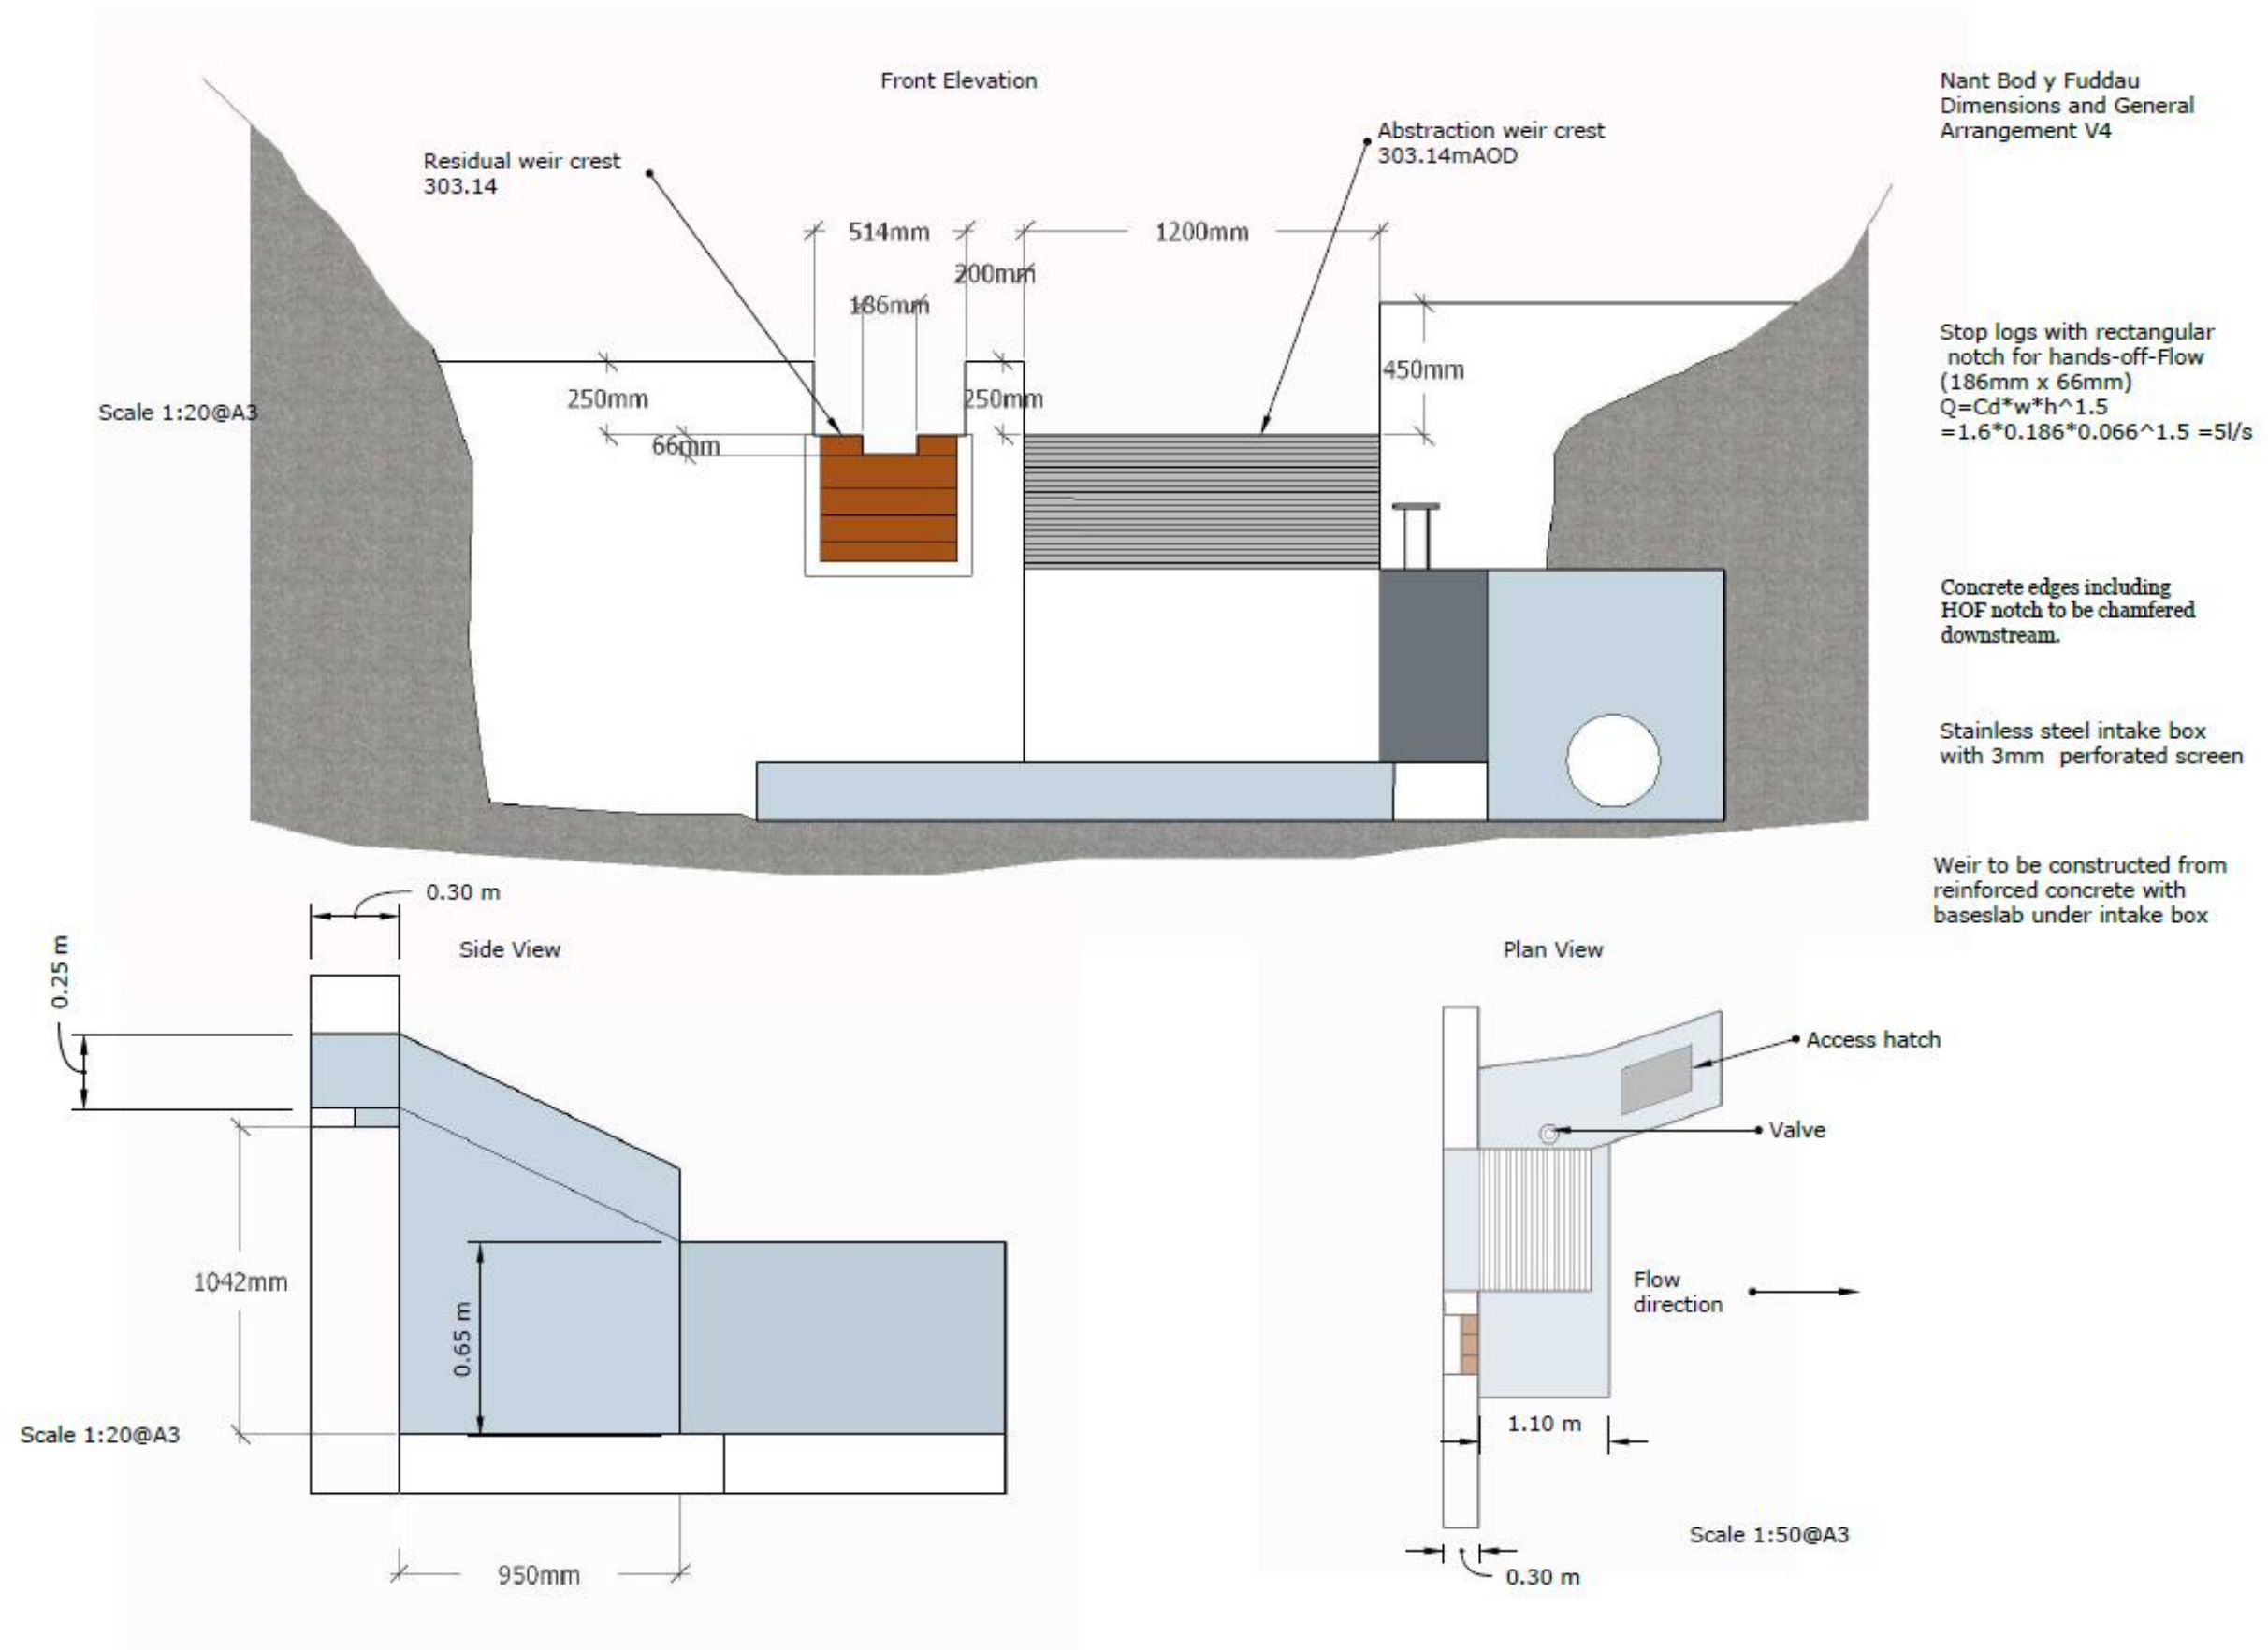 Front Elevation
Nant Bod y Fuddau
Dimensions and General
Arrangement V4
Residual weir crest
303.14
Abstraction weir crest
303.14mAOD
514mm
1200mm
200mm
186mm
250mm
250mm
450mm
66mm
Scale 1:20@A3
Stop logs with rectangular
notch for hands-off-Flow
(186mm x 66mm)
Q=Cd*w*h^1.5
=1.6*0.186*0.066^1.5 =5l/s
Concrete edges including
HOF notch to be chamfered
downstream.
Stainless steel intake box
with 3mm perforated screen
Weir to be constructed from
reinforced concrete with
baseslab under intake box
0.30 m
Side View
0.25 m
1042mm
0.65 m
Scale 1:20@A3
950mm
Plan View
Access hatch
Valve
Flow
direction
1.10 m
Scale 1:50@A3
0.30 m